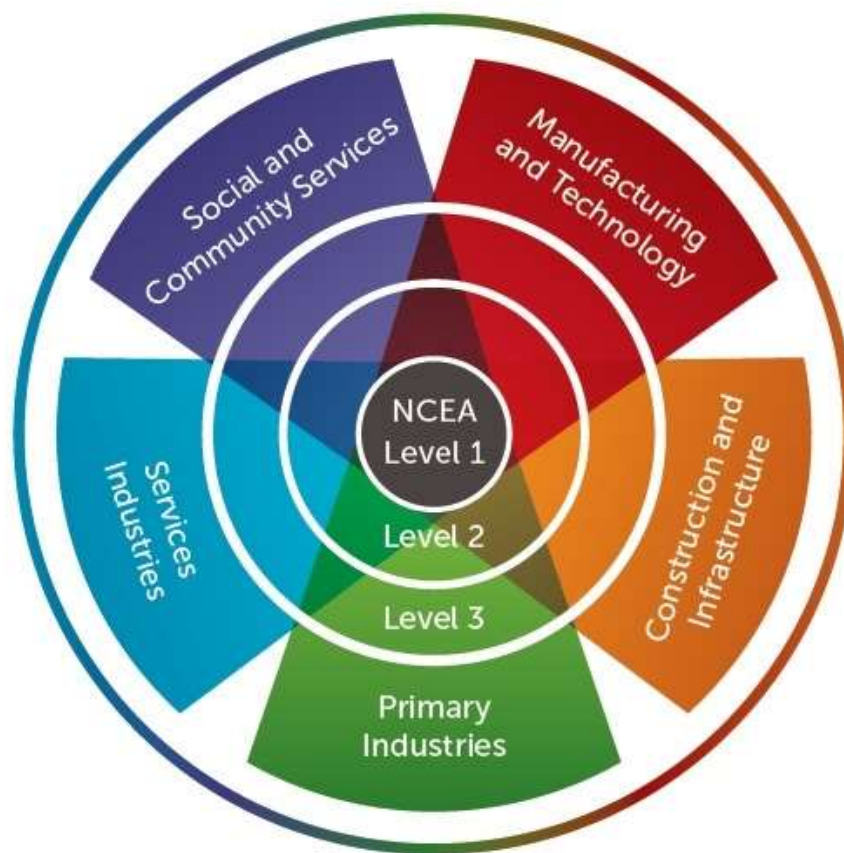 Social and
Community Services
Manufacturing
and Technology
NCEA
Level 1
Services
Industries
Construction and
Infrastructure
Level 2
Level 3
Primary
Industries